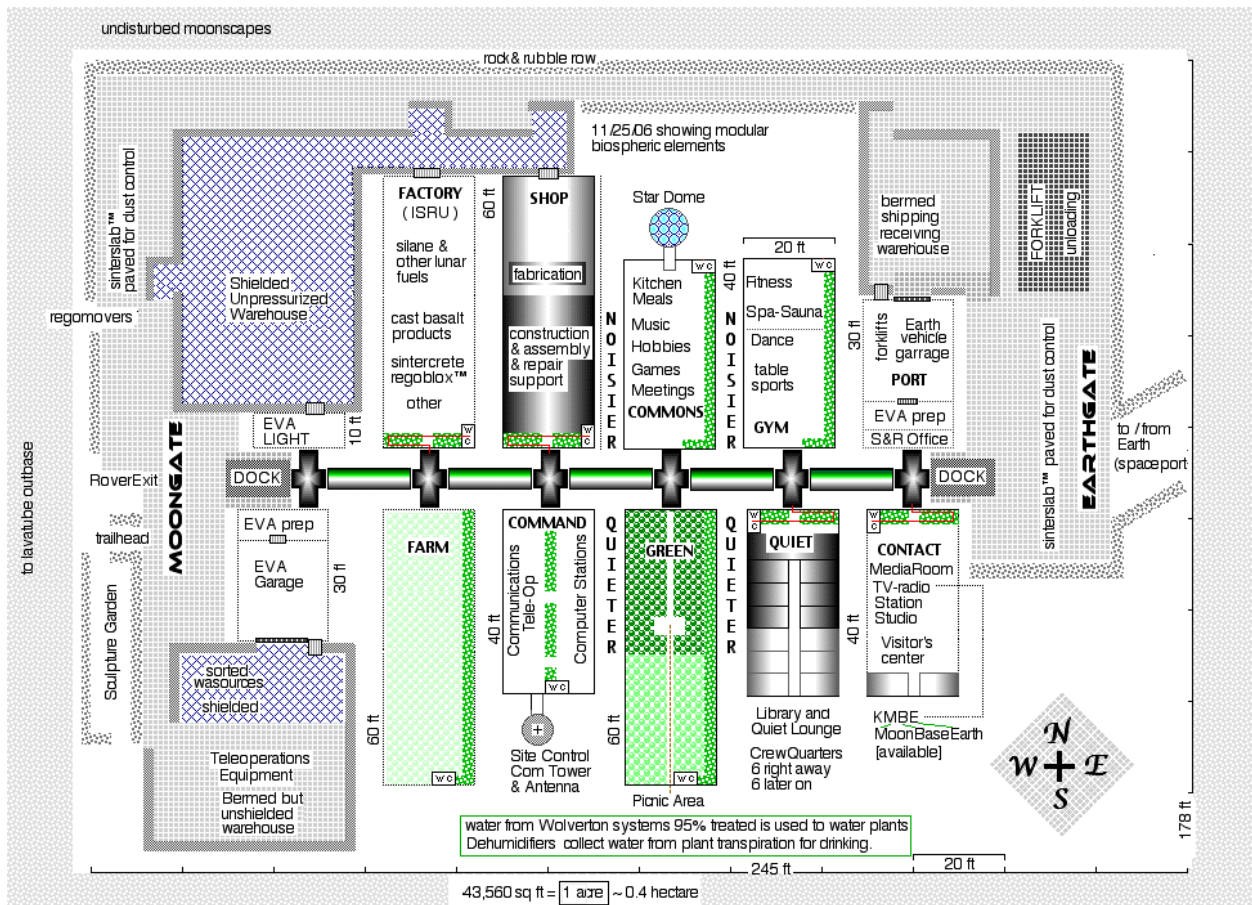 undisturbed moonscapes
rock & rubble row
11/25/06 showing modular
biospheric elements
sinterslab™
paved for dust control
regomovers
Shielded
Unpressurized
Warehouse
EVA
LIGHT
10 ft
FACTORY
( ISRU )
silane &
other lunar
fuels
cast basalt
products
sintercrete
regoblox™
other
W C
60 ft
SHOP
fabrication
construction
& assembly
& repair
support
W C
NOISIER
Star Dome
W C
Kitchen
Meals
Music
Hobbies
Games
Meetings
COMMONS
40 ft
NOISIER
20 ft
W C
Fitness
Spa-Sauna
Dance
table
sports
GYM
bermed
shipping
receiving
warehouse
FORKLIFT
unloading
30 ft
forklifts
Earth
vehicle
garrage
PORT
EVA prep
S&R Office
sinterslab™ paved for dust control
EARTHGATE
to / from
Earth
(spaceport
to lavatube outbase
RoverExit
trailhead
Sculpture Garden
MOONGATE
DOCK
DOCK
EVA prep
EVA
Garage
30 ft
sorted
wasources
shielded
Teleoperations
Equipment
Bermed but
unshielded
warehouse
FARM
60 ft
W C
COMMAND
Communications
Tele-Op
Computer Stations
40 ft
W C
Site Control
Com Tower
& Antenna
QUIETER
GREEN
60 ft
W C
Picnic Area
QUIETER
W C
QUIET
Library and
Quiet Lounge
CrewQuarters
6 right away
6 later on
W C
CONTACT
MediaRoom
TV-radio
Station
Studio
Visitor's
center
40 ft
KMBE
MoonBaseEarth
[available]
N
W E
S
water from Wolverton systems 95% treated is used to water plants
Dehumidifiers collect water from plant transpiration for drinking.
20 ft
178 ft
245 ft
43,560 sq ft = 1 acre ~ 0.4 hectare